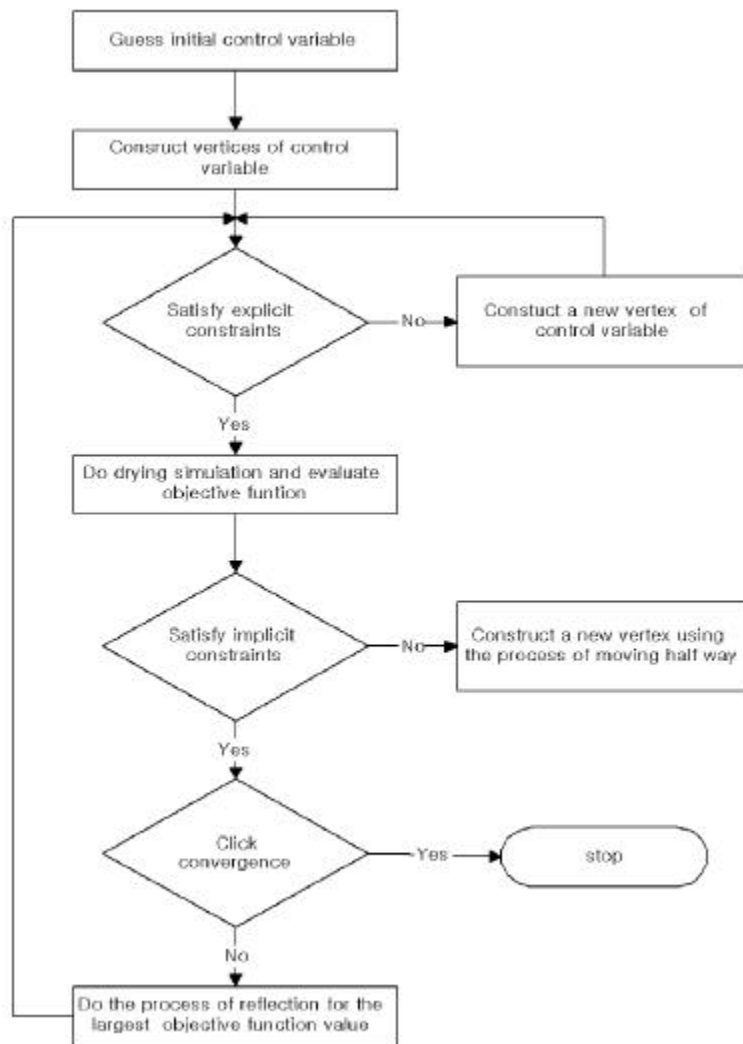 Guess initial control variable
Consruct vertices of control
variable
Satisfy explicit
constraints
No
Constuct a new vertex of
control variable
Yes
Do drying simulation and evaluate
objective funtion
Satisfy implicit
constraints
No
Construct a new vertex using
the process of moving half way
Yes
Click
convergence
Yes
stop
No
Do the process of reflection for the
largest objective function value